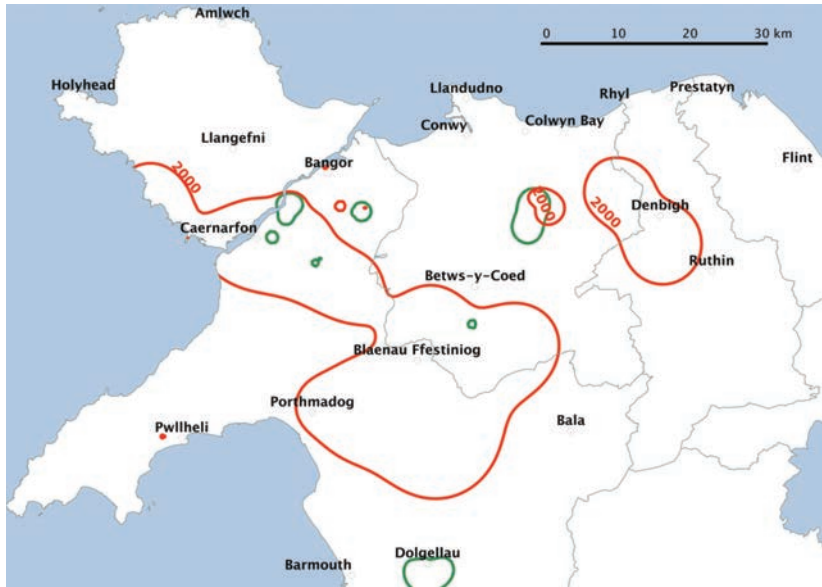 Amlwch
0 10 20 30 km
Holyhead
Llandudno
Rhyl
Prestatyn
Conwy
Colwyn Bay
Llangefni
Bangor
Flint
2000
2000
2000
Denbigh
Caernarfon
Ruthin
Betws-y-Coed
Blaenau Ffestiniog
Porthmadog
Bala
Pwllheli
Dolgellau
Barmouth